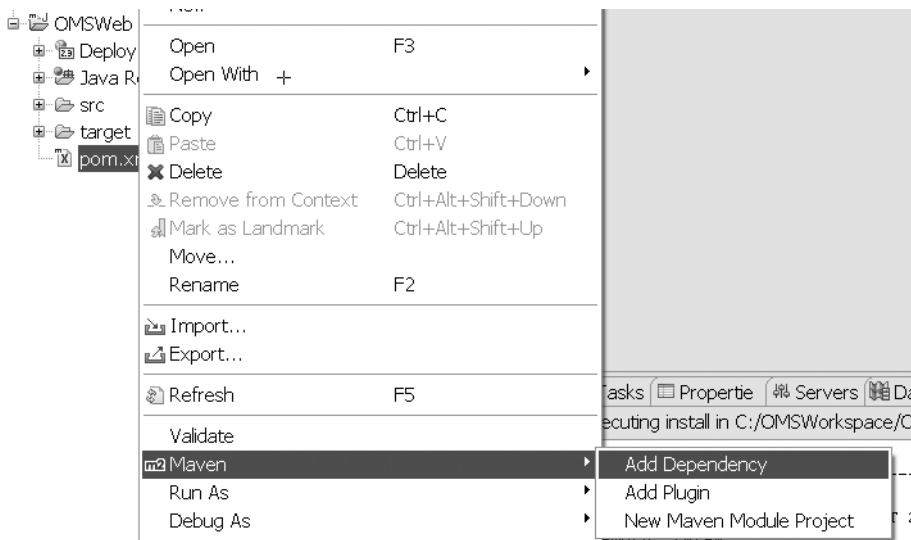 OMSWeb
Deploy
Java R
src
target
pom.x
Open F3
Open With
Copy Ctrl+C
Paste Ctrl+V
Delete Delete
Remove from Context Ctrl+Alt+Shift+Down
Mark as Landmark Ctrl+Alt+Shift+Up
Move...
Rename F2
Import...
Export...
Refresh F5
Validate
m2 Maven
Run As
Debug As
asks Propertie Servers Da
ecuting install in C:/OMSWorkspace/
Add Dependency
Add Plugin
New Maven Module Project